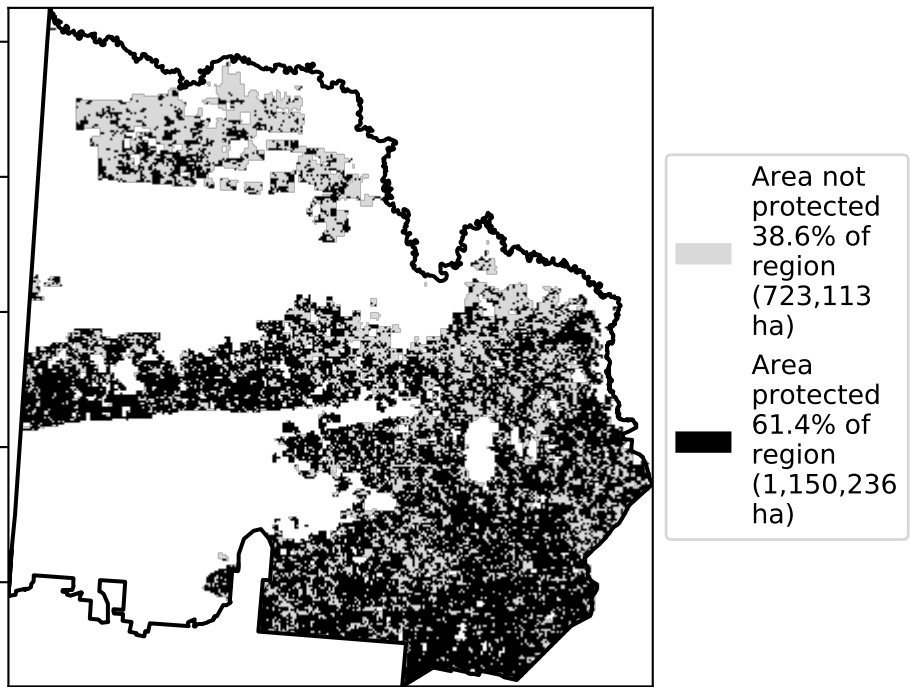 Area not
protected
38.6% of
region
(723,113
ha)
Area
protected
61.4% of
region
(1,150,236
ha)